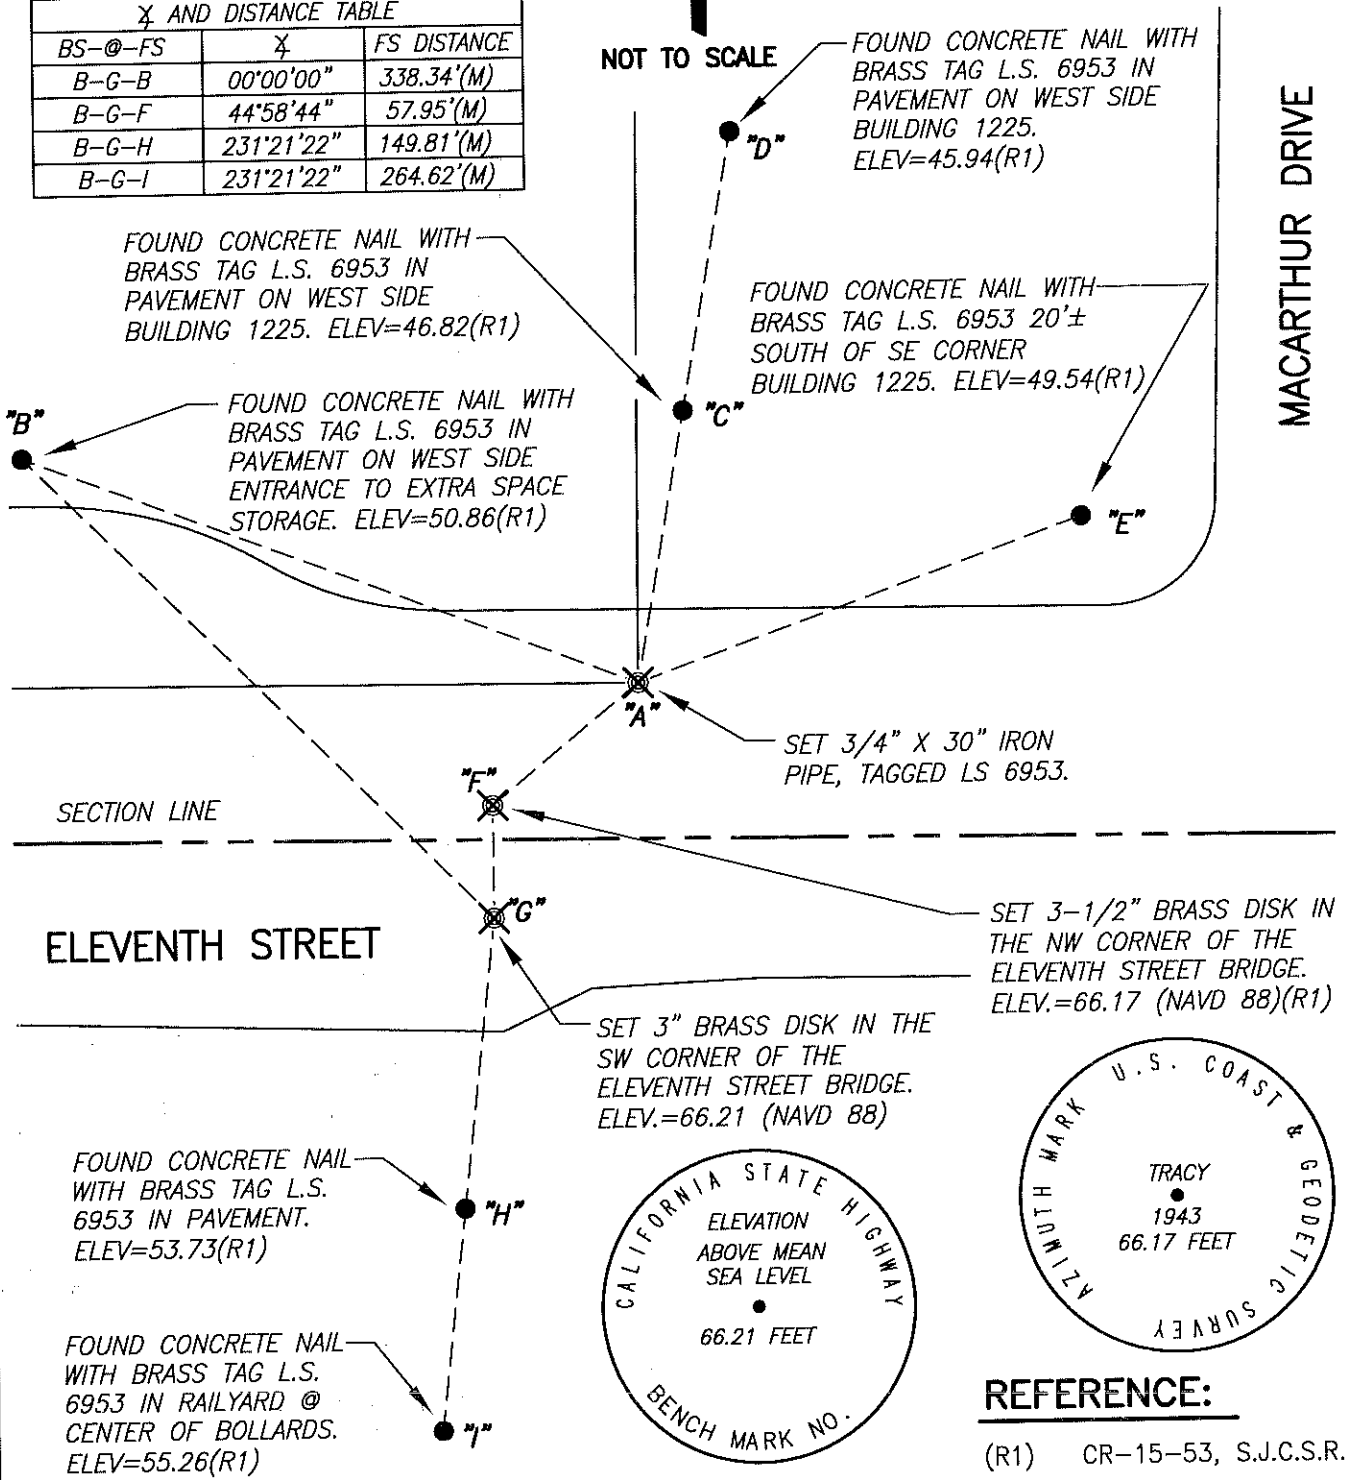 ∡ AND DISTANCE TABLE
BS-@-FS ∡ FS DISTANCE
B-G-B 00°00'00" 338.34'(M)
B-G-F 44°58'44" 57.95'(M)
B-G-H 231°21'22" 149.81'(M)
B-G-I 231°21'22" 264.62'(M)
NOT TO SCALE
FOUND CONCRETE NAIL WITH
BRASS TAG L.S. 6953 IN
PAVEMENT ON WEST SIDE
BUILDING 1225.
ELEV=45.94(R1)
"D"
MACARTHUR DRIVE
FOUND CONCRETE NAIL WITH
BRASS TAG L.S. 6953 IN
PAVEMENT ON WEST SIDE
BUILDING 1225. ELEV=46.82(R1)
"C"
FOUND CONCRETE NAIL WITH
BRASS TAG L.S. 6953 20'±
SOUTH OF SE CORNER
BUILDING 1225. ELEV=49.54(R1)
"E"
"B"
FOUND CONCRETE NAIL WITH
BRASS TAG L.S. 6953 IN
PAVEMENT ON WEST SIDE
ENTRANCE TO EXTRA SPACE
STORAGE. ELEV=50.86(R1)
"A"
SET 3/4" X 30" IRON
PIPE, TAGGED LS 6953.
"F"
SECTION LINE
"G"
ELEVENTH STREET
SET 3-1/2" BRASS DISK IN
THE NW CORNER OF THE
ELEVENTH STREET BRIDGE.
ELEV.=66.17 (NAVD 88)(R1)
SET 3" BRASS DISK IN THE
SW CORNER OF THE
ELEVENTH STREET BRIDGE.
ELEV.=66.21 (NAVD 88)
FOUND CONCRETE NAIL
WITH BRASS TAG L.S.
6953 IN PAVEMENT.
ELEV=53.73(R1)
"H"
FOUND CONCRETE NAIL
WITH BRASS TAG L.S.
6953 IN RAILYARD @
CENTER OF BOLLARDS.
ELEV=55.26(R1)
"I"
CALIFORNIA STATE HIGHWAY
ELEVATION
ABOVE MEAN
SEA LEVEL
66.21 FEET
BENCH MARK NO.
AZIMUTH MARK U.S. COAST & GEODETIC SURVEY
TRACY
1943
66.17 FEET
REFERENCE:
(R1) CR-15-53, S.J.C.S.R.